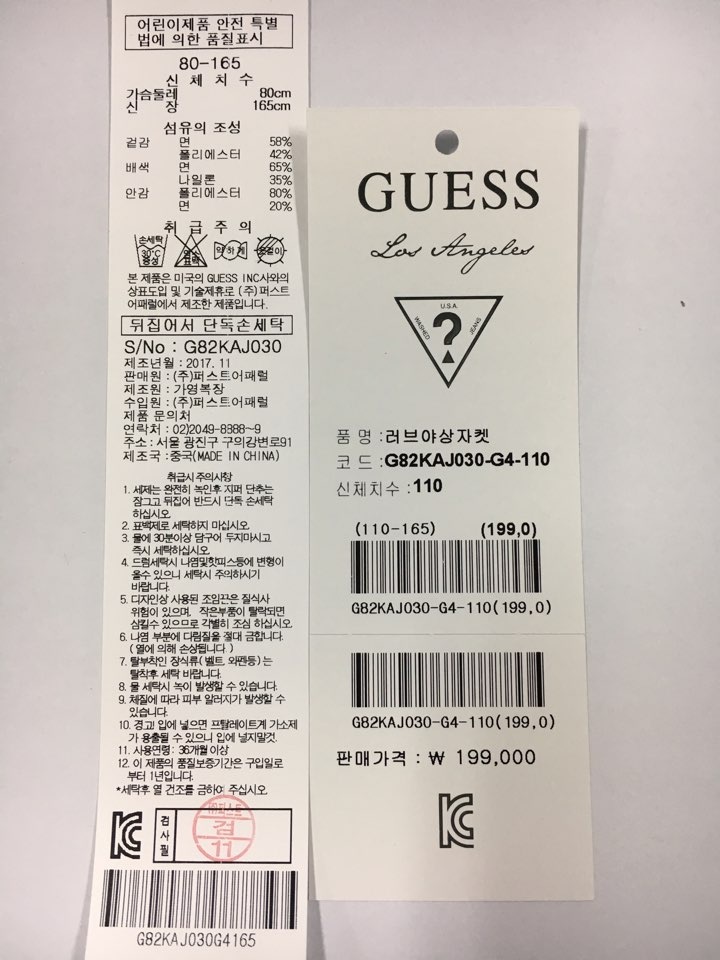 어린이제품 안전 특별
법에 의한 품질표시
80-165
신 체 치 수
가슴둘레 80cm
신 장 165cm
섬유의 조성
겉감 면 58%
폴리에스터 42%
배색 면 65%
나일론 35%
안감 폴리에스터 80%
면 20%
취 급 주 의
손세탁
30℃
중성
염소
표백
약하게
옷걸이
본 제품은 미국의 GUESS INC사와의
상표도입 및 기술제휴로 (주)퍼스트
어패럴에서 제조한 제품입니다.
뒤집어서 단독손세탁
S/No : G82KAJ030
제조년월 : 2017. 11
판매원 : (주)퍼스트어패럴
제조원 : 가영복장
수입원 : (주)퍼스트어패럴
제품 문의처
연락처 : 02)2049-8888~9
주소 : 서울 광진구 구의강변로91
제조국 :중국(MADE IN CHINA)
취급시 주의사항
1. 세제는 완전히 녹인후 지퍼 단추는
잠그고 뒤집어 반드시 단독 손세탁
하십시오.
2. 표백제로 세탁하지 마십시오.
3. 물에 30분이상 담구어 두지마시고
즉시 세탁하십시오.
4. 드럼세탁시 나염및핫피스등에 변형이
올수 있으니 세탁시 주의하시기
바랍니다.
5. 디자인상 사용된 조임끈은 질식사
위험이 있으며, 작은부품이 탈락되면
삼킬수 있으므로 각별히 조심 하십시오.
6. 나염 부분에 다림질을 절대 금합니다.
(열에 의해 손상됩니다.)
7. 탈부착인 장식류(벨트, 와펜등)는
탈착후 세탁 바랍니다.
8. 물 세탁시 녹이 발생할 수 있습니다.
9. 체질에 따라 피부 알러지가 발생할 수
있습니다.
10. 경고! 입에 넣으면 프탈레이트계 가소제
가 용출될 수 있으니 입에 넣지말것.
11. 사용연령: 36개월 이상
12. 이 제품의 품질보증기간은 구입일로
부터 1년입니다.
*세탁후 열 건조를 금하여 주십시오.
검사필
(주)퍼스트
검
11
G82KAJ030G4165
GUESS
Los Angeles
U.S.A.
WASHED ? JEANS
품 명 :러브야상자켓
코 드 :G82KAJ030-G4-110
신체치수 :110
(110-165) (199,0)
G82KAJ030-G4-110(199,0)
G82KAJ030-G4-110(199,0)
판매가격 : ₩ 199,000